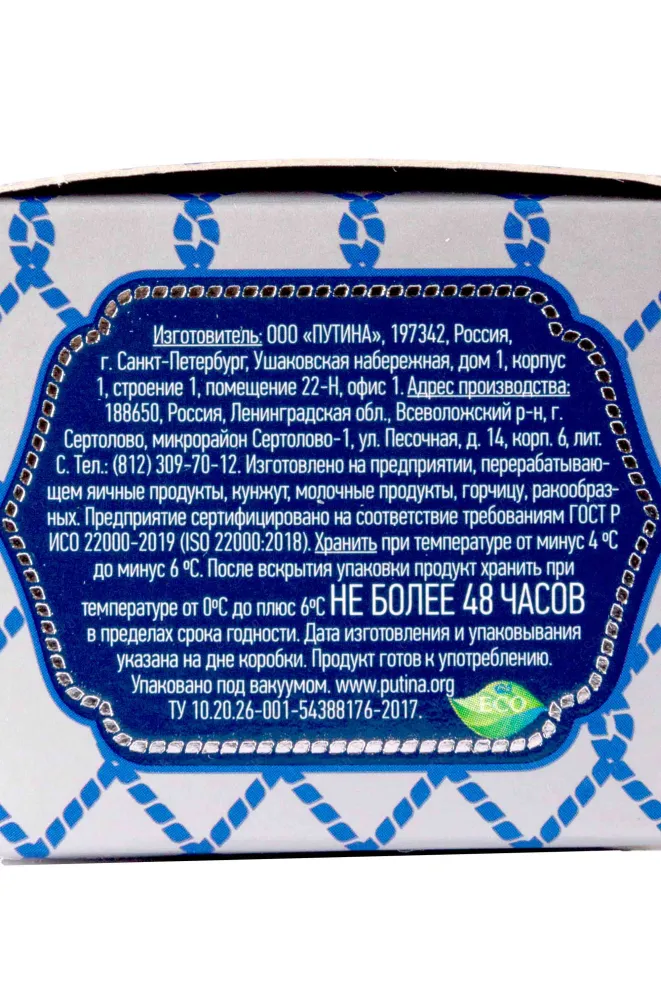 Изготовитель: ООО «ПУТИНА», 197342, Россия,
г. Санкт-Петербург, Ушаковская набережная, дом 1, корпус
1, строение 1, помещение 22-Н, офис 1. Адрес производства:
188650, Россия, Ленинградская обл., Всеволожский р-н, г.
Сертолово, микрорайон Сертолово-1, ул. Песочная, д. 14, корп. 6, лит.
С. Тел.: (812) 309-70-12. Изготовлено на предприятии, перерабатываю-
щем яичные продукты, кунжут, молочные продукты, горчицу, ракообраз-
ных. Предприятие сертифицировано на соответствие требованиям ГОСТ Р
ИСО 22000-2019 (ISO 22000:2018). Хранить при температуре от минус 4 ºС
до минус 6 ºС. После вскрытия упаковки продукт хранить при
температуре от 0ºС до плюс 6ºС НЕ БОЛЕЕ 48 ЧАСОВ
в пределах срока годности. Дата изготовления и упаковывания
указана на дне коробки. Продукт готов к употреблению.
Упаковано под вакуумом. www.putina.org
ТУ 10.20.26-001-54388176-2017.
ECO